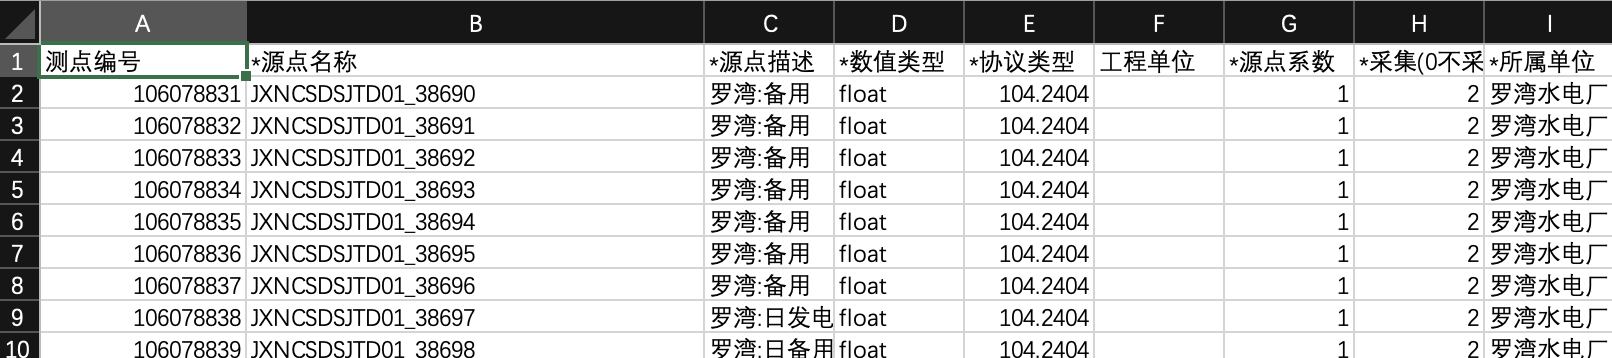 A B C D E F G H I
1 测点编号 *源点名称 *源点描述 *数值类型 *协议类型 工程单位 *源点系数 *采集(0不采 *所属单位
2 106078831 JXNCSDSJTD01_38690 罗湾:备用 float 104.2404 1 2 罗湾水电厂
3 106078832 JXNCSDSJTD01_38691 罗湾:备用 float 104.2404 1 2 罗湾水电厂
4 106078833 JXNCSDSJTD01_38692 罗湾:备用 float 104.2404 1 2 罗湾水电厂
5 106078834 JXNCSDSJTD01_38693 罗湾:备用 float 104.2404 1 2 罗湾水电厂
6 106078835 JXNCSDSJTD01_38694 罗湾:备用 float 104.2404 1 2 罗湾水电厂
7 106078836 JXNCSDSJTD01_38695 罗湾:备用 float 104.2404 1 2 罗湾水电厂
8 106078837 JXNCSDSJTD01_38696 罗湾:备用 float 104.2404 1 2 罗湾水电厂
9 106078838 JXNCSDSJTD01_38697 罗湾:日发电 float 104.2404 1 2 罗湾水电厂
10 106078839 JXNCSDSJTD01_38698 罗湾:日备用 float 104.2404 1 2 罗湾水电厂